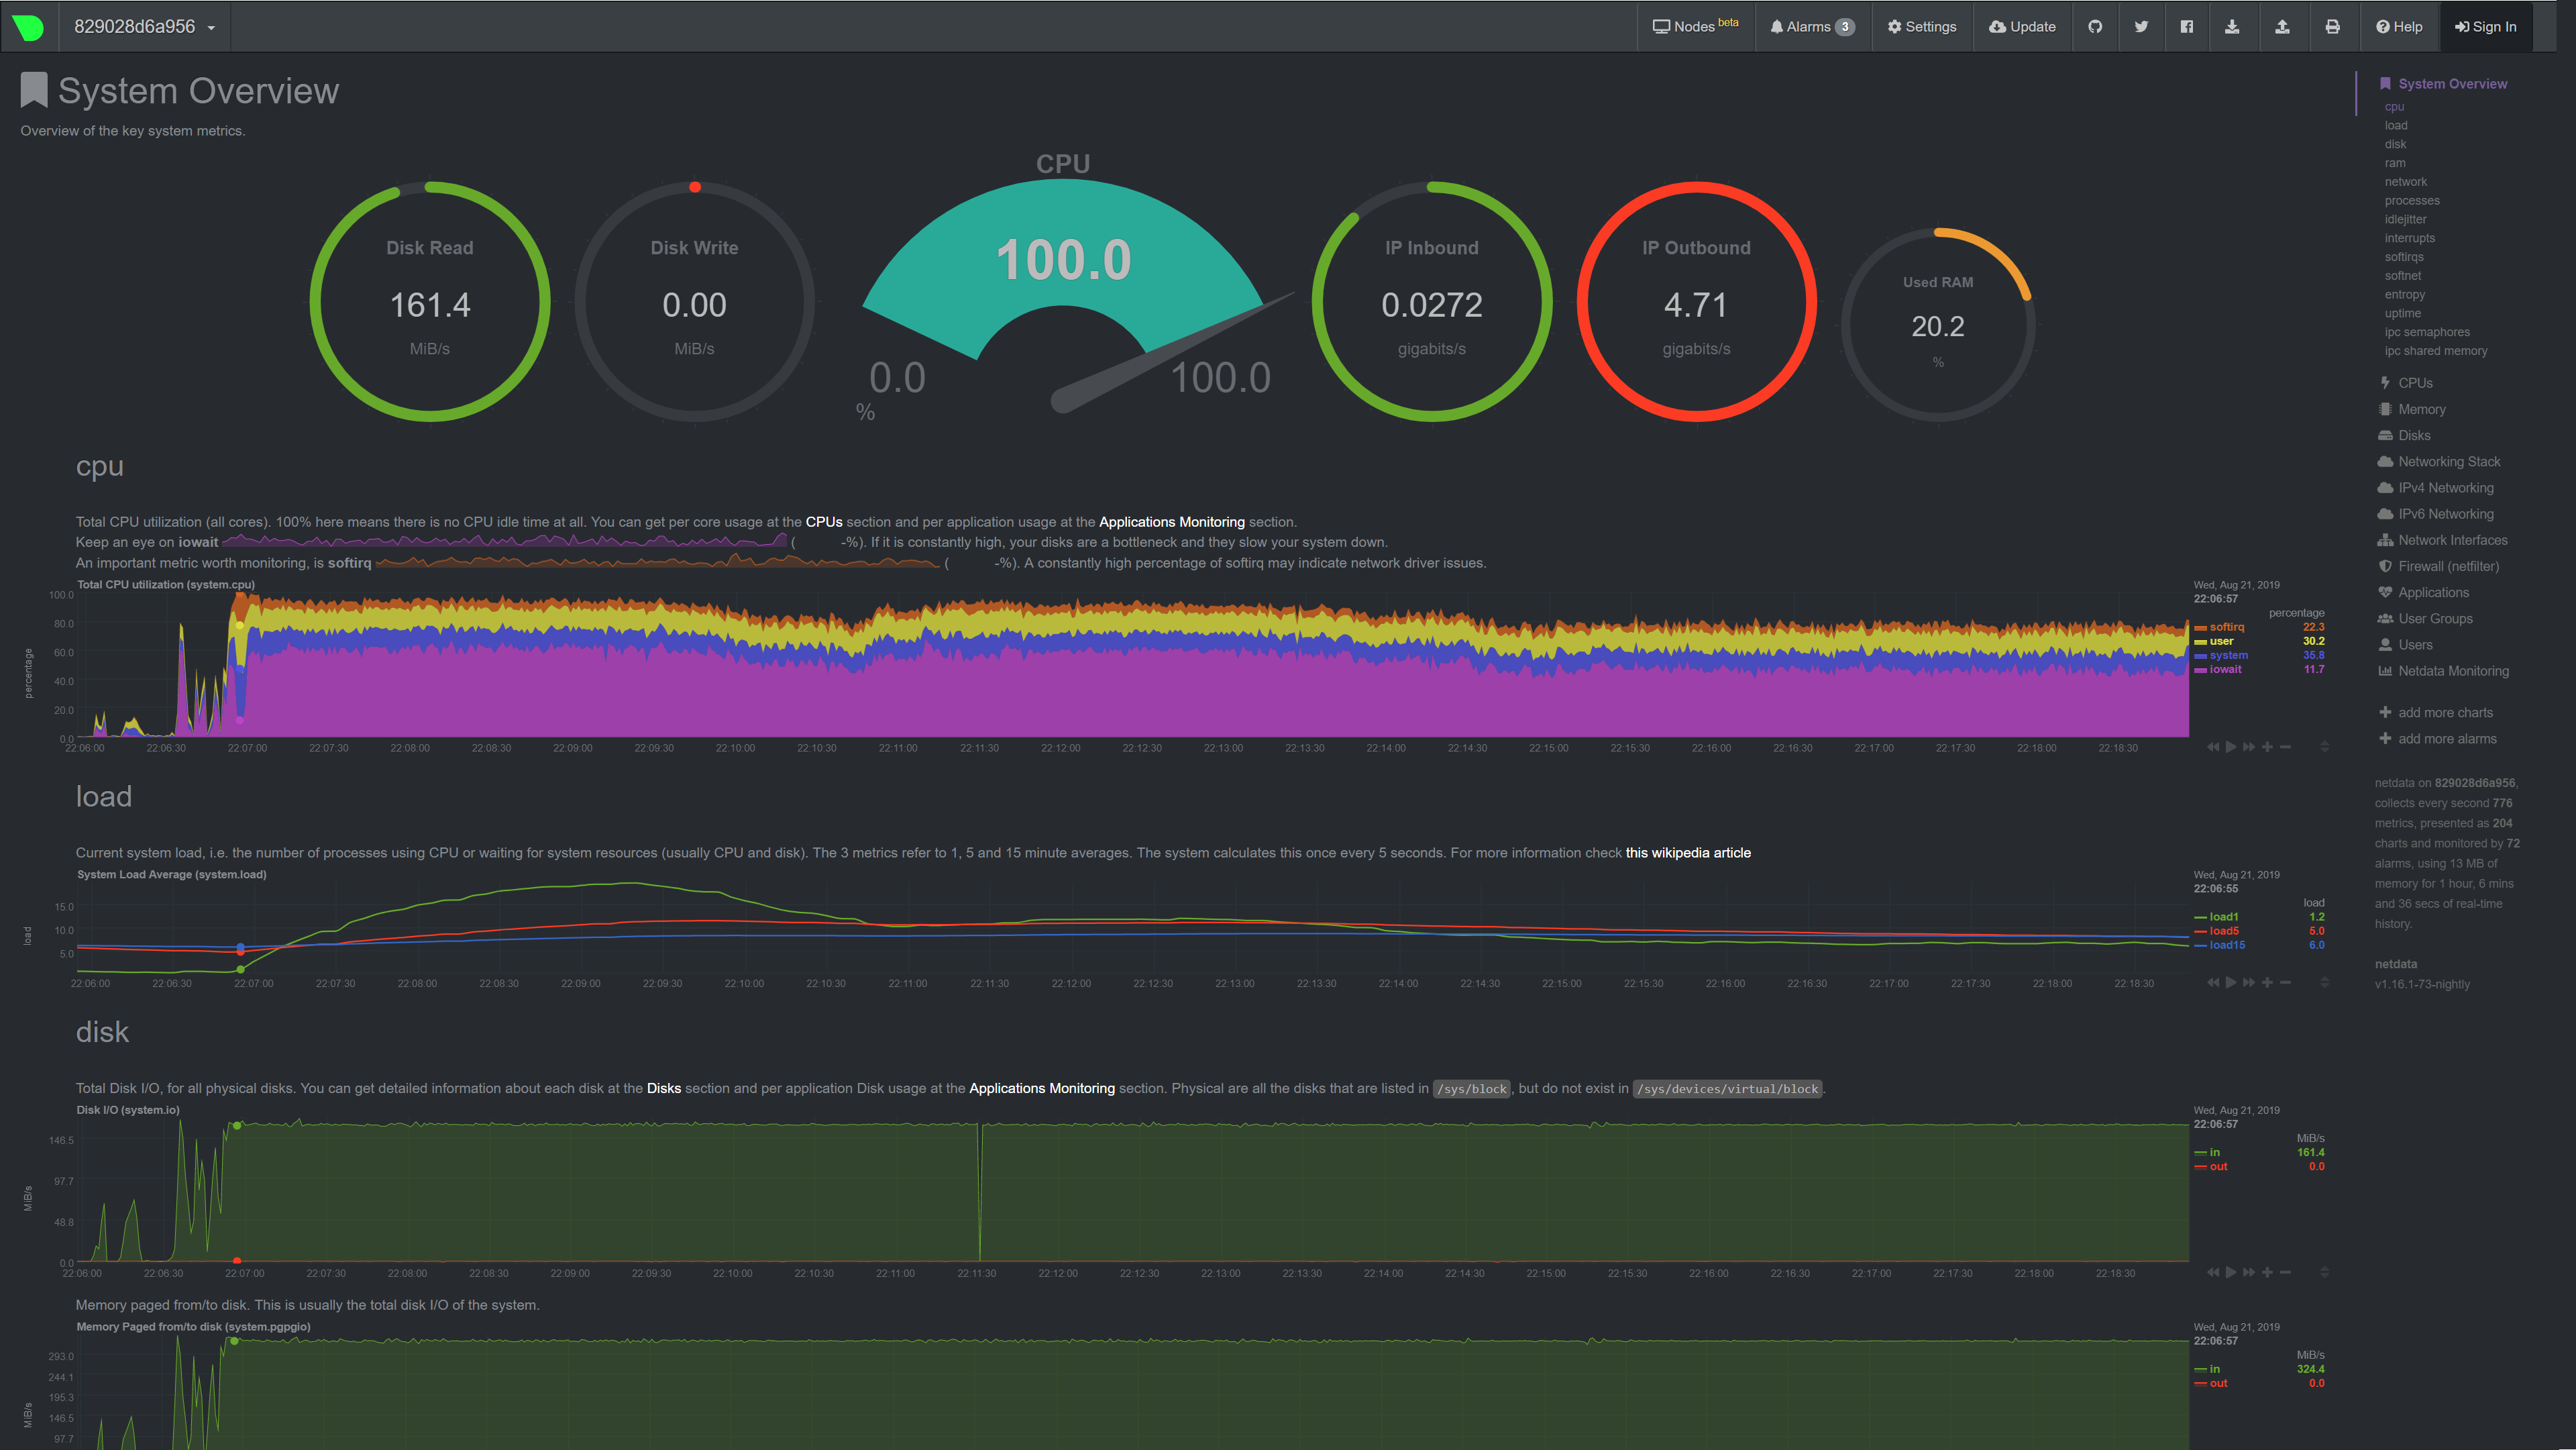 829028d6a956
Nodes beta
Alarms 3
Settings
Update
Help
Sign In
System Overview
Overview of the key system metrics.
Disk Read
161.4
MiB/s
Disk Write
0.00
MiB/s
CPU
100.0
0.0
100.0
%
IP Inbound
0.0272
gigabits/s
IP Outbound
4.71
gigabits/s
Used RAM
20.2
%
cpu
Total CPU utilization (all cores). 100% here means there is no CPU idle time at all. You can get per core usage at the CPUs section and per application usage at the Applications Monitoring section.
Keep an eye on iowait ( -%). If it is constantly high, your disks are a bottleneck and they slow your system down.
An important metric worth monitoring, is softirq ( -%). A constantly high percentage of softirq may indicate network driver issues.
Total CPU utilization (system.cpu)
percentage
100.0
80.0
60.0
40.0
20.0
0.0
22:06:00 22:06:30 22:07:00 22:07:30 22:08:00 22:08:30 22:09:00 22:09:30 22:10:00 22:10:30 22:11:00 22:11:30 22:12:00 22:12:30 22:13:00 22:13:30 22:14:00 22:14:30 22:15:00 22:15:30 22:16:00 22:16:30 22:17:00 22:17:30 22:18:00 22:18:30
Wed, Aug 21, 2019
22:06:57
percentage
softirq 22.3
user 30.2
system 35.8
iowait 11.7
load
Current system load, i.e. the number of processes using CPU or waiting for system resources (usually CPU and disk). The 3 metrics refer to 1, 5 and 15 minute averages. The system calculates this once every 5 seconds. For more information check this wikipedia article
System Load Average (system.load)
load
15.0
10.0
5.0
22:06:00 22:06:30 22:07:00 22:07:30 22:08:00 22:08:30 22:09:00 22:09:30 22:10:00 22:10:30 22:11:00 22:11:30 22:12:00 22:12:30 22:13:00 22:13:30 22:14:00 22:14:30 22:15:00 22:15:30 22:16:00 22:16:30 22:17:00 22:17:30 22:18:00 22:18:30
Wed, Aug 21, 2019
22:06:55
load
load1 1.2
load5 5.0
load15 6.0
disk
Total Disk I/O, for all physical disks. You can get detailed information about each disk at the Disks section and per application Disk usage at the Applications Monitoring section. Physical are all the disks that are listed in /sys/block, but do not exist in /sys/devices/virtual/block.
Disk I/O (system.io)
MiB/s
146.5
97.7
48.8
0.0
22:06:00 22:06:30 22:07:00 22:07:30 22:08:00 22:08:30 22:09:00 22:09:30 22:10:00 22:10:30 22:11:00 22:11:30 22:12:00 22:12:30 22:13:00 22:13:30 22:14:00 22:14:30 22:15:00 22:15:30 22:16:00 22:16:30 22:17:00 22:17:30 22:18:00 22:18:30
Wed, Aug 21, 2019
22:06:57
MiB/s
in 161.4
out 0.0
Memory paged from/to disk. This is usually the total disk I/O of the system.
Memory Paged from/to disk (system.pgpgio)
MiB/s
293.0
244.1
195.3
146.5
97.7
Wed, Aug 21, 2019
22:06:57
MiB/s
in 324.4
out 0.0
System Overview
cpu
load
disk
ram
network
processes
idlejitter
interrupts
softirqs
softnet
entropy
uptime
ipc semaphores
ipc shared memory
CPUs
Memory
Disks
Networking Stack
IPv4 Networking
IPv6 Networking
Network Interfaces
Firewall (netfilter)
Applications
User Groups
Users
Netdata Monitoring
add more charts
add more alarms
netdata on 829028d6a956,
collects every second 776
metrics, presented as 204
charts and monitored by 72
alarms, using 13 MB of
memory for 1 hour, 6 mins
and 36 secs of real-time
history.
netdata
v1.16.1-73-nightly